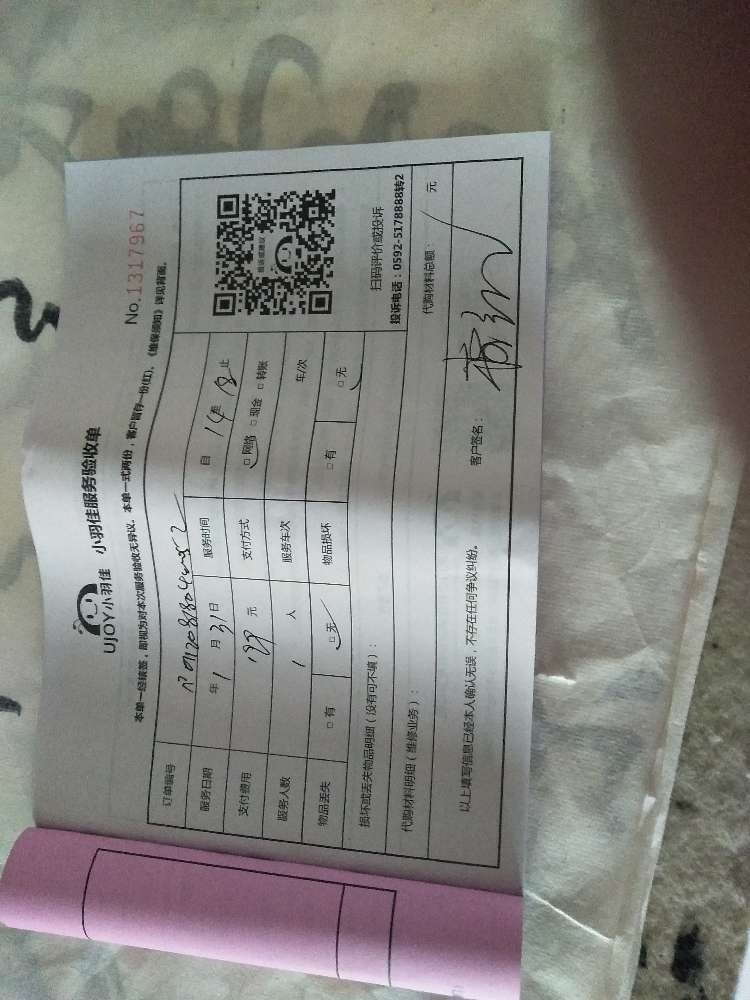 UJOY小羽佳 小羽佳服务验收单
No.1317967
本单一经核签，即视为对本次服务验收无异议。本单一式两份，客户留存一份(红)。《维保须知》详见背面。
订单编号
服务日期 年 1 月 31 日 服务时间 自 14 至 18 止
支付费用 元 支付方式 □网络 □现金 □转账
服务人数 1 人 服务车次 车/次
物品丢失 □有 □无 物品损坏 □有 □无
投诉或建议
扫码评价或投诉
投诉电话：0592-5178888转2
损坏或丢失物品明细（没有可不填）：
代购材料明细（维修业务）： 代购材料总额： / 元
以上填写信息已经本人确认无误，不存在任何争议纠纷。 客户签名：